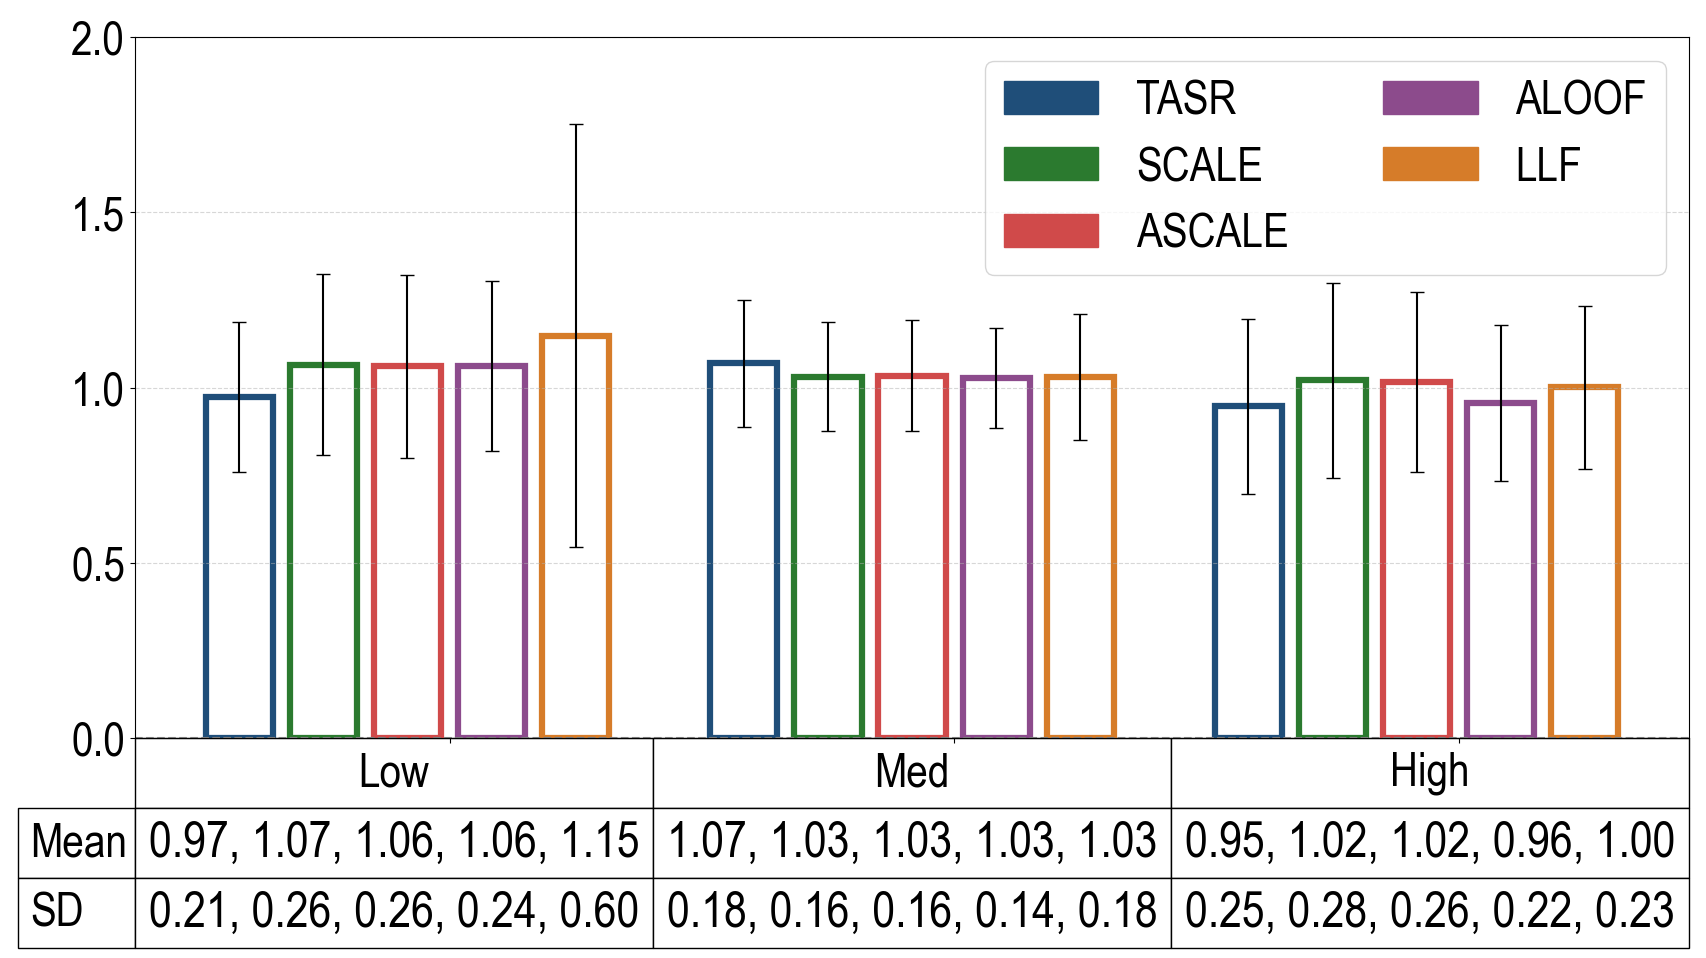 2.0
TASR
ALOOF
SCALE
LLF
1.5
ASCALE
1.0
0.5
0.0
Low Med High
Mean 0.97, 1.07, 1.06, 1.06, 1.15 1.07, 1.03, 1.03, 1.03, 1.03 0.95, 1.02, 1.02, 0.96, 1.00
SD 0.21, 0.26, 0.26, 0.24, 0.60 0.18, 0.16, 0.16, 0.14, 0.18 0.25, 0.28, 0.26, 0.22, 0.23